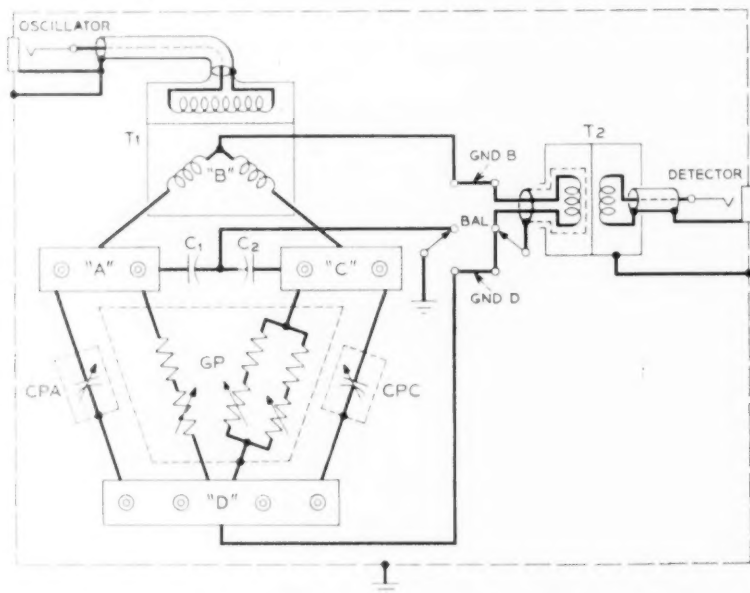 OSCILLATOR
T1
"B"
GND B
T2
DETECTOR
BAL
GND D
C1 C2
"A" "C"
GP
CPA CPC
"D"